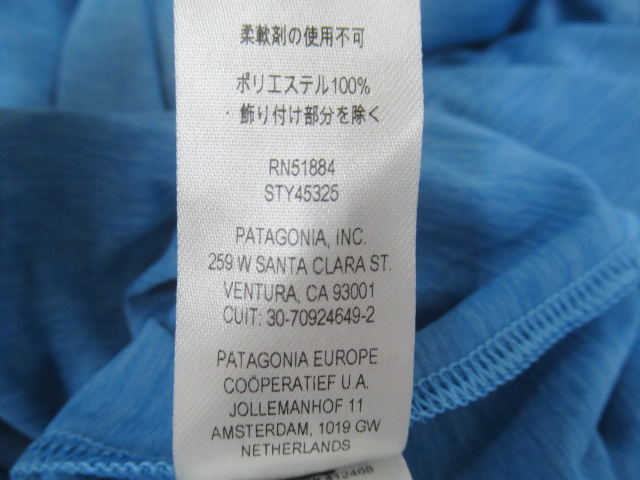 柔軟剤の使用不可
ポリエステル100%
・飾り付け部分を除く
RN51884
STY45325
PATAGONIA, INC.
259 W SANTA CLARA ST.
VENTURA, CA 93001
CUIT: 30-70924649-2
PATAGONIA EUROPE
COÖPERATIEF U.A.
JOLLEMANHOF 11
AMSTERDAM, 1019 GW
NETHERLANDS